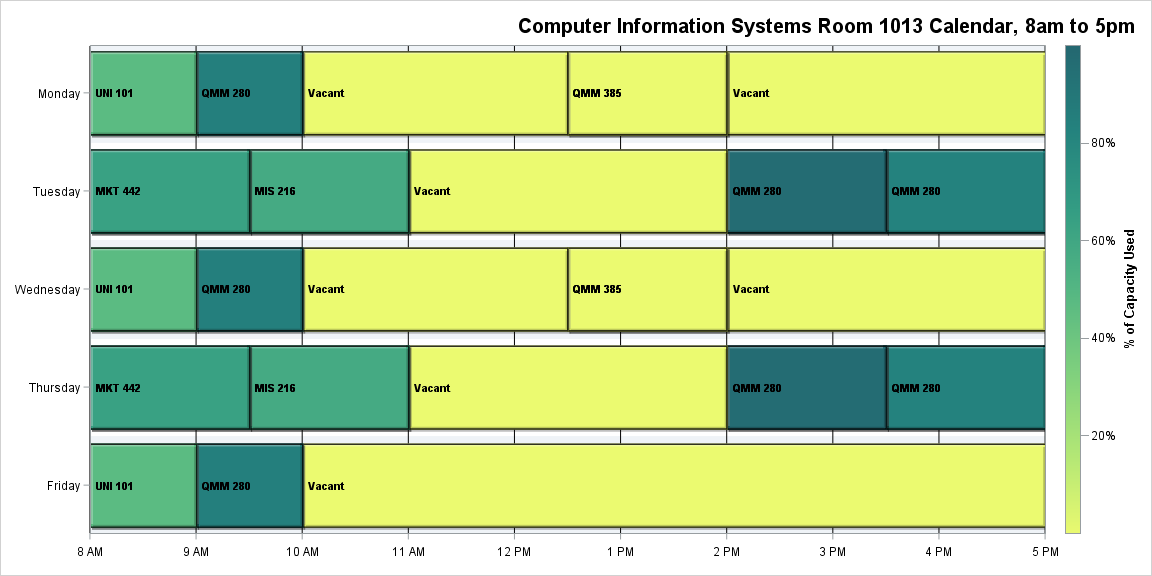 Computer Information Systems Room 1013 Calendar, 8am to 5pm
Monday
UNI 101
QMM 280
Vacant
QMM 385
Vacant
Tuesday
MKT 442
MIS 216
Vacant
QMM 280
QMM 280
Wednesday
UNI 101
QMM 280
Vacant
QMM 385
Vacant
Thursday
MKT 442
MIS 216
Vacant
QMM 280
QMM 280
Friday
UNI 101
QMM 280
Vacant
8 AM
9 AM
10 AM
11 AM
12 PM
1 PM
2 PM
3 PM
4 PM
5 PM
80%
60%
40%
20%
% of Capacity Used